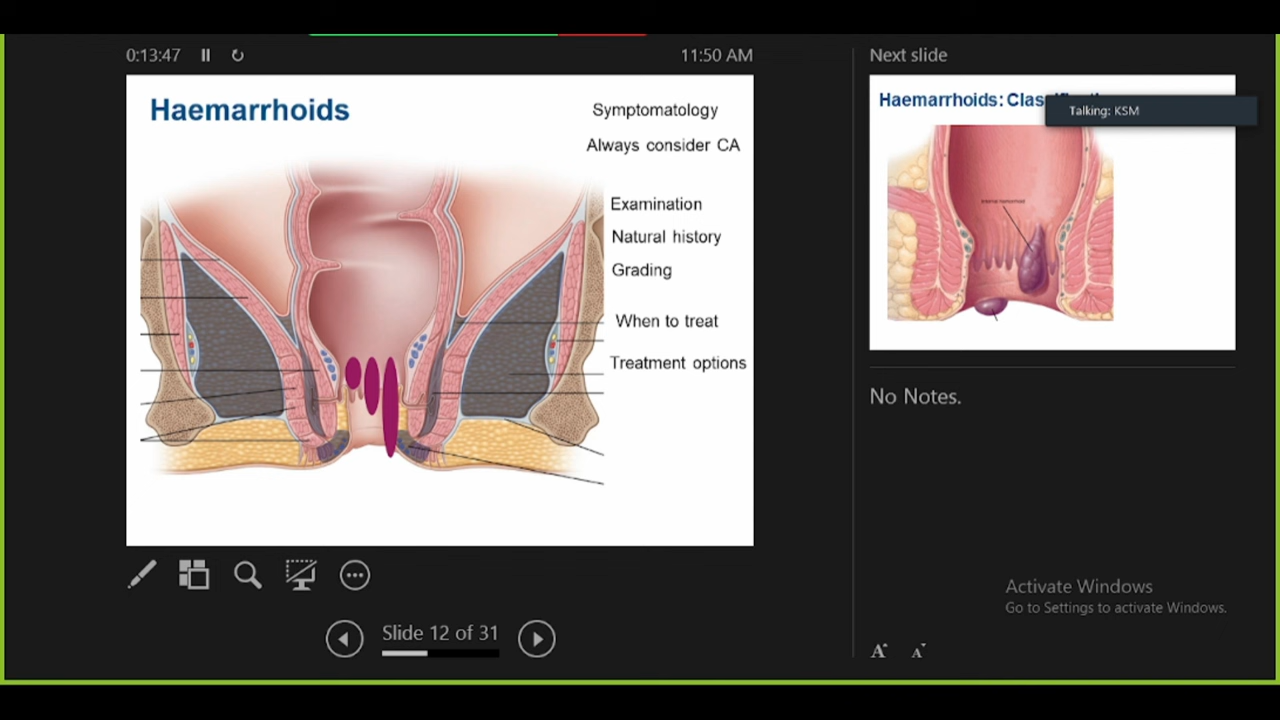 0:13:47
11:50 AM
Haemarrhoids
Symptomatology
Always consider CA
Examination
Natural history
Grading
When to treat
Treatment options
Slide 12 of 31
Next slide
Haemarrhoids:
Talking: KSM
No Notes.
Activate Windows
Go to Settings to activate Windows.
A
A